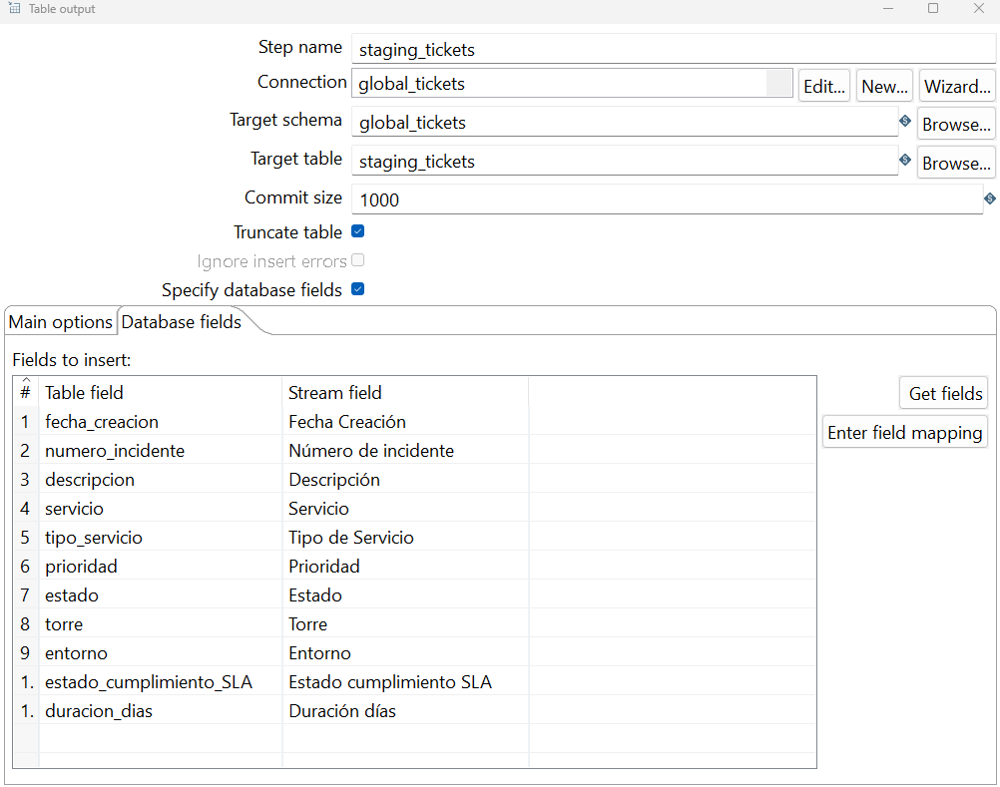 Table output
Step name staging_tickets
Connection global_tickets Edit... New... Wizard...
Target schema global_tickets Browse...
Target table staging_tickets Browse...
Commit size 1000
Truncate table
Ignore insert errors
Specify database fields
Main options Database fields
Fields to insert:
# Table field Stream field Get fields
1 fecha_creacion Fecha Creación
2 numero_incidente Número de incidente Enter field mapping
3 descripcion Descripción
4 servicio Servicio
5 tipo_servicio Tipo de Servicio
6 prioridad Prioridad
7 estado Estado
8 torre Torre
9 entorno Entorno
1. estado_cumplimiento_SLA Estado cumplimiento SLA
1. duracion_dias Duración días